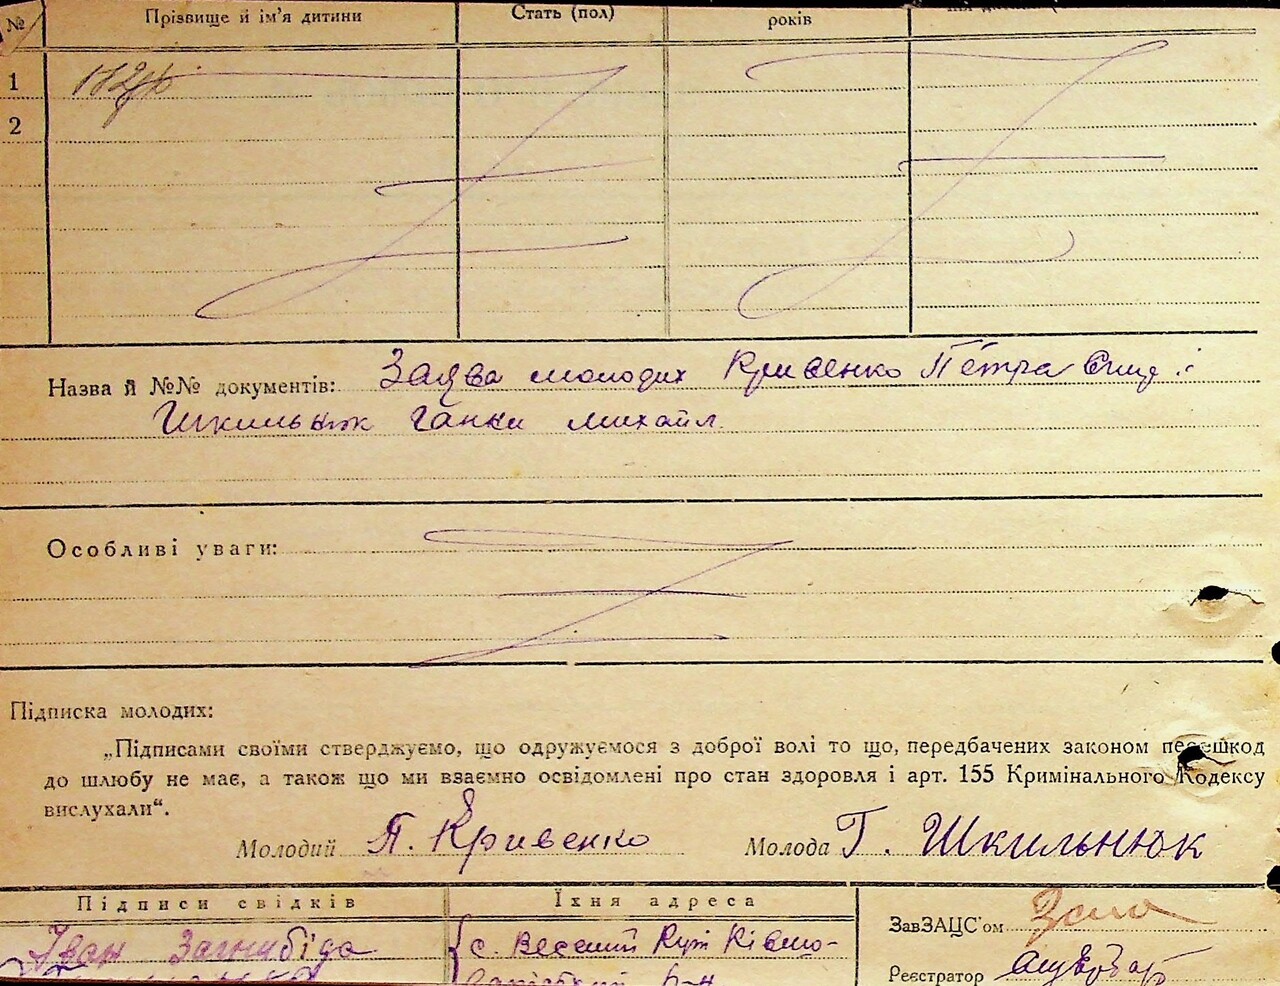 № Прізвище й ім'я дитини Стать (пол) років
1
2
Назва й №№ документів: Заява молодих Кривенко Петра і
Шкильнюк Ганни Михайл.
Особливі уваги:
Підписка молодих:
„Підписами своїми стверджуємо, що одружуємося з доброї волі то що, передбачених законом перешкод
до шлюбу не має, а також що ми взаємно освідомлені про стан здоровля і арт. 155 Кримінального Кодексу
вислухали“.
Молодий П. Кривенко Молода Г. Шкильнюк
Підписи свідків Їхня адреса ЗавЗАЦС'ом
Іван Загнибіда с. Веселий Кут
Реєстратор
р-н